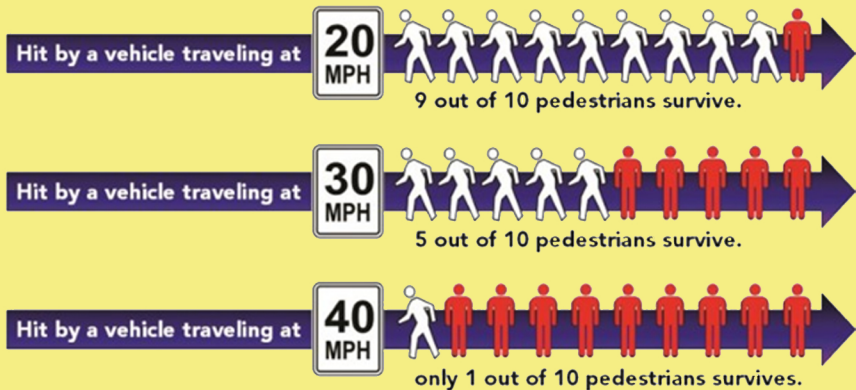 Hit by a vehicle traveling at 20 MPH
9 out of 10 pedestrians survive.
Hit by a vehicle traveling at 30 MPH
5 out of 10 pedestrians survive.
Hit by a vehicle traveling at 40 MPH
only 1 out of 10 pedestrians survives.